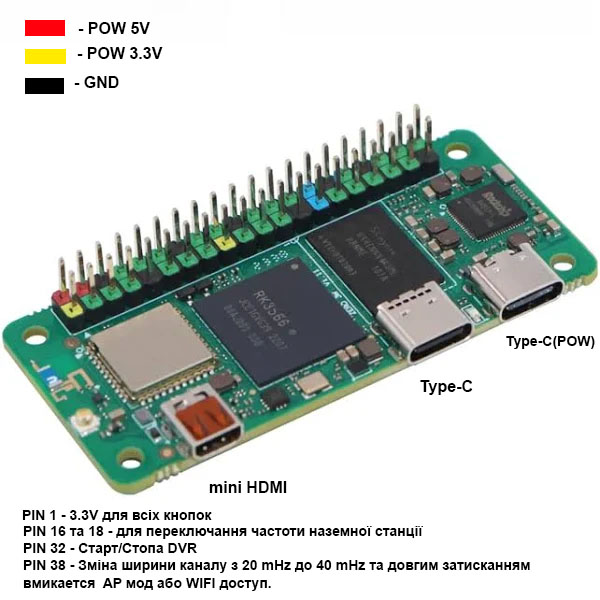 - POW 5V
- POW 3.3V
- GND
RK3566
Type-C(POW)
Type-C
mini HDMI
PIN 1 - 3.3V для всіх кнопок
PIN 16 та 18 - для переключання частоти наземної станції
PIN 32 - Старт/Стопа DVR
PIN 38 - Зміна ширини каналу з 20 mHz до 40 mHz та довгим затисканням
вмикається AP мод або WIFI доступ.